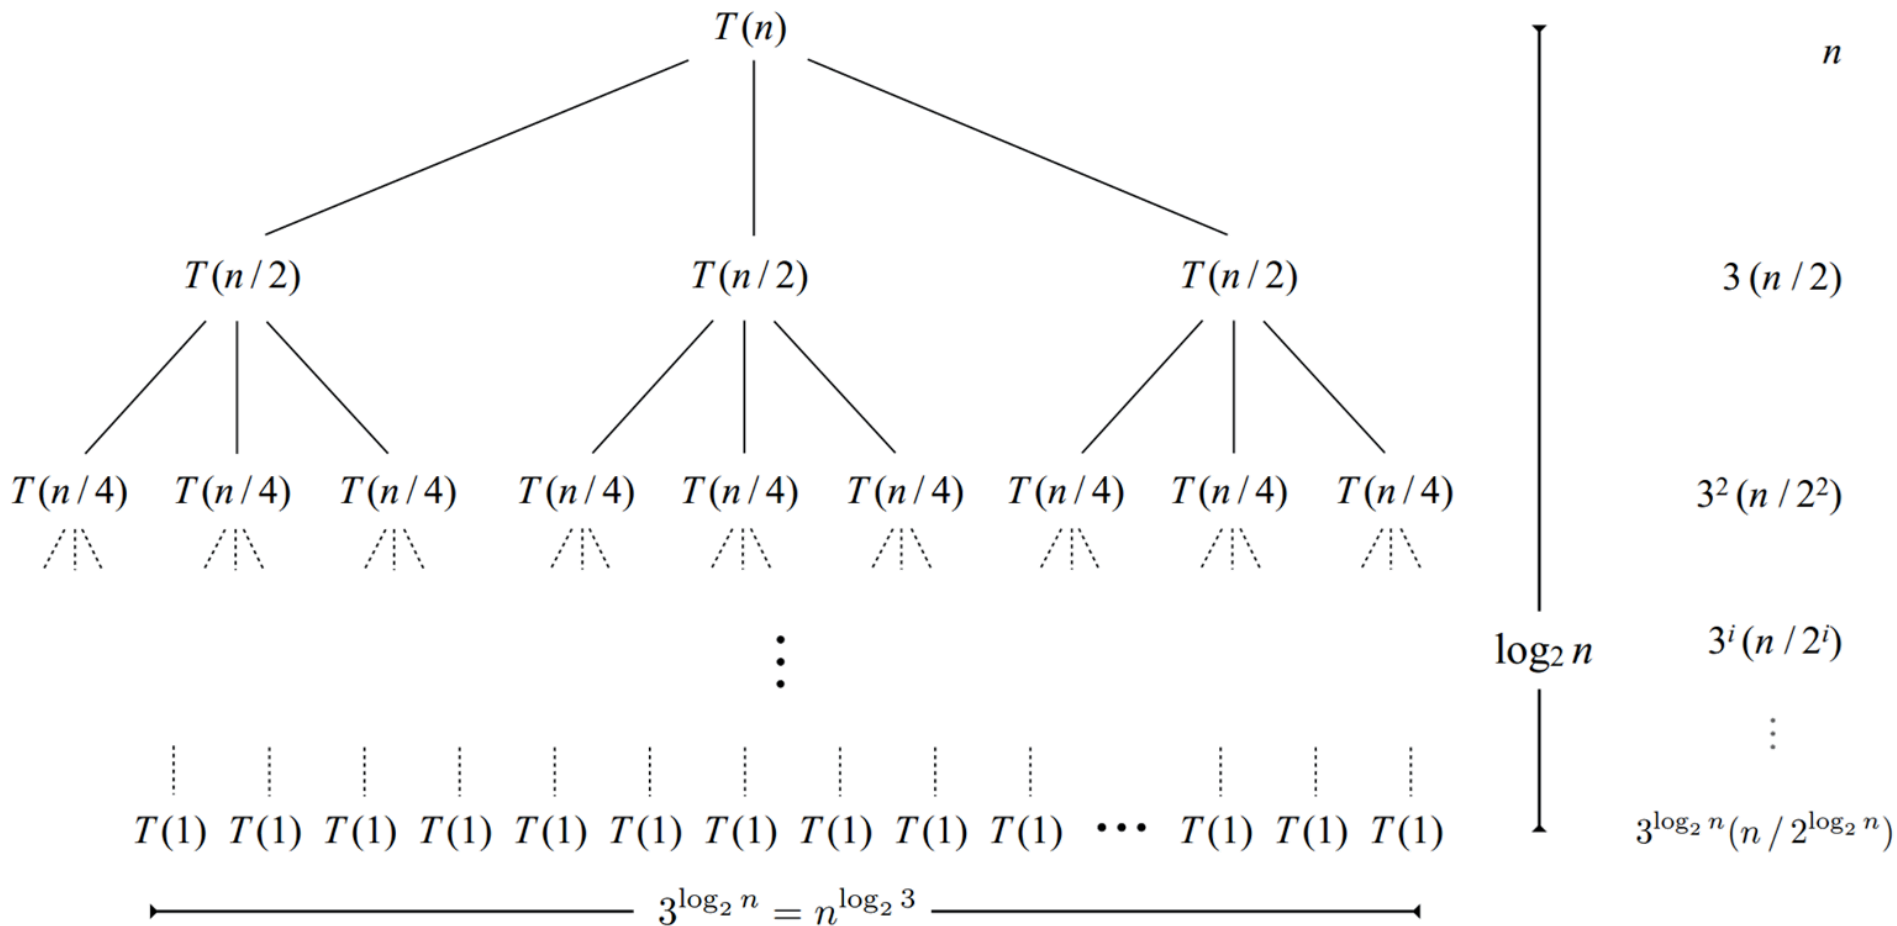 T(n) n
T(n/2) T(n/2) T(n/2) 3(n/2)
T(n/4) T(n/4) T(n/4) T(n/4) T(n/4) T(n/4) T(n/4) T(n/4) T(n/4) 3²(n/2²)
⋮ log₂ n 3ⁱ(n/2ⁱ)
⋮
T(1) T(1) T(1) T(1) T(1) T(1) T(1) T(1) T(1) T(1) ⋯ T(1) T(1) T(1) 3^{log₂ n}(n/2^{log₂ n})
3^{log₂ n} = n^{log₂ 3}